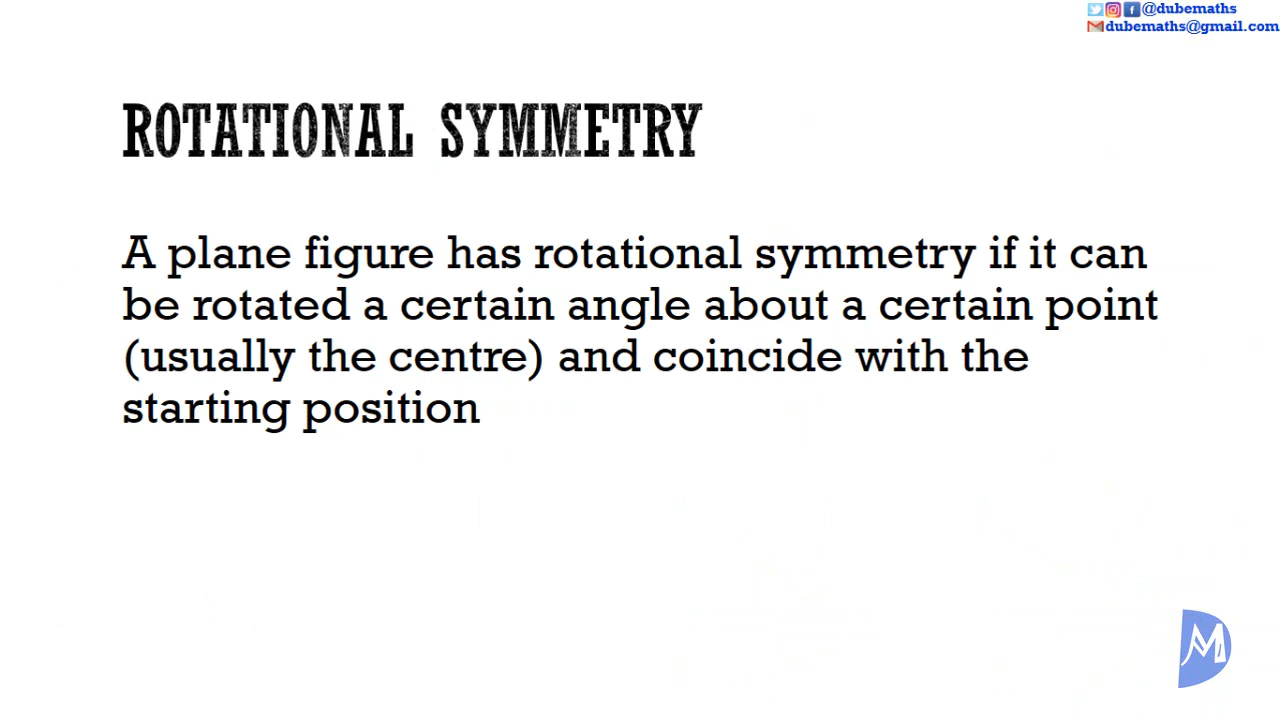 @dubemaths
dubemaths@gmail.com
ROTATIONAL SYMMETRY
A plane figure has rotational symmetry if it can
be rotated a certain angle about a certain point
(usually the centre) and coincide with the
starting position
DM